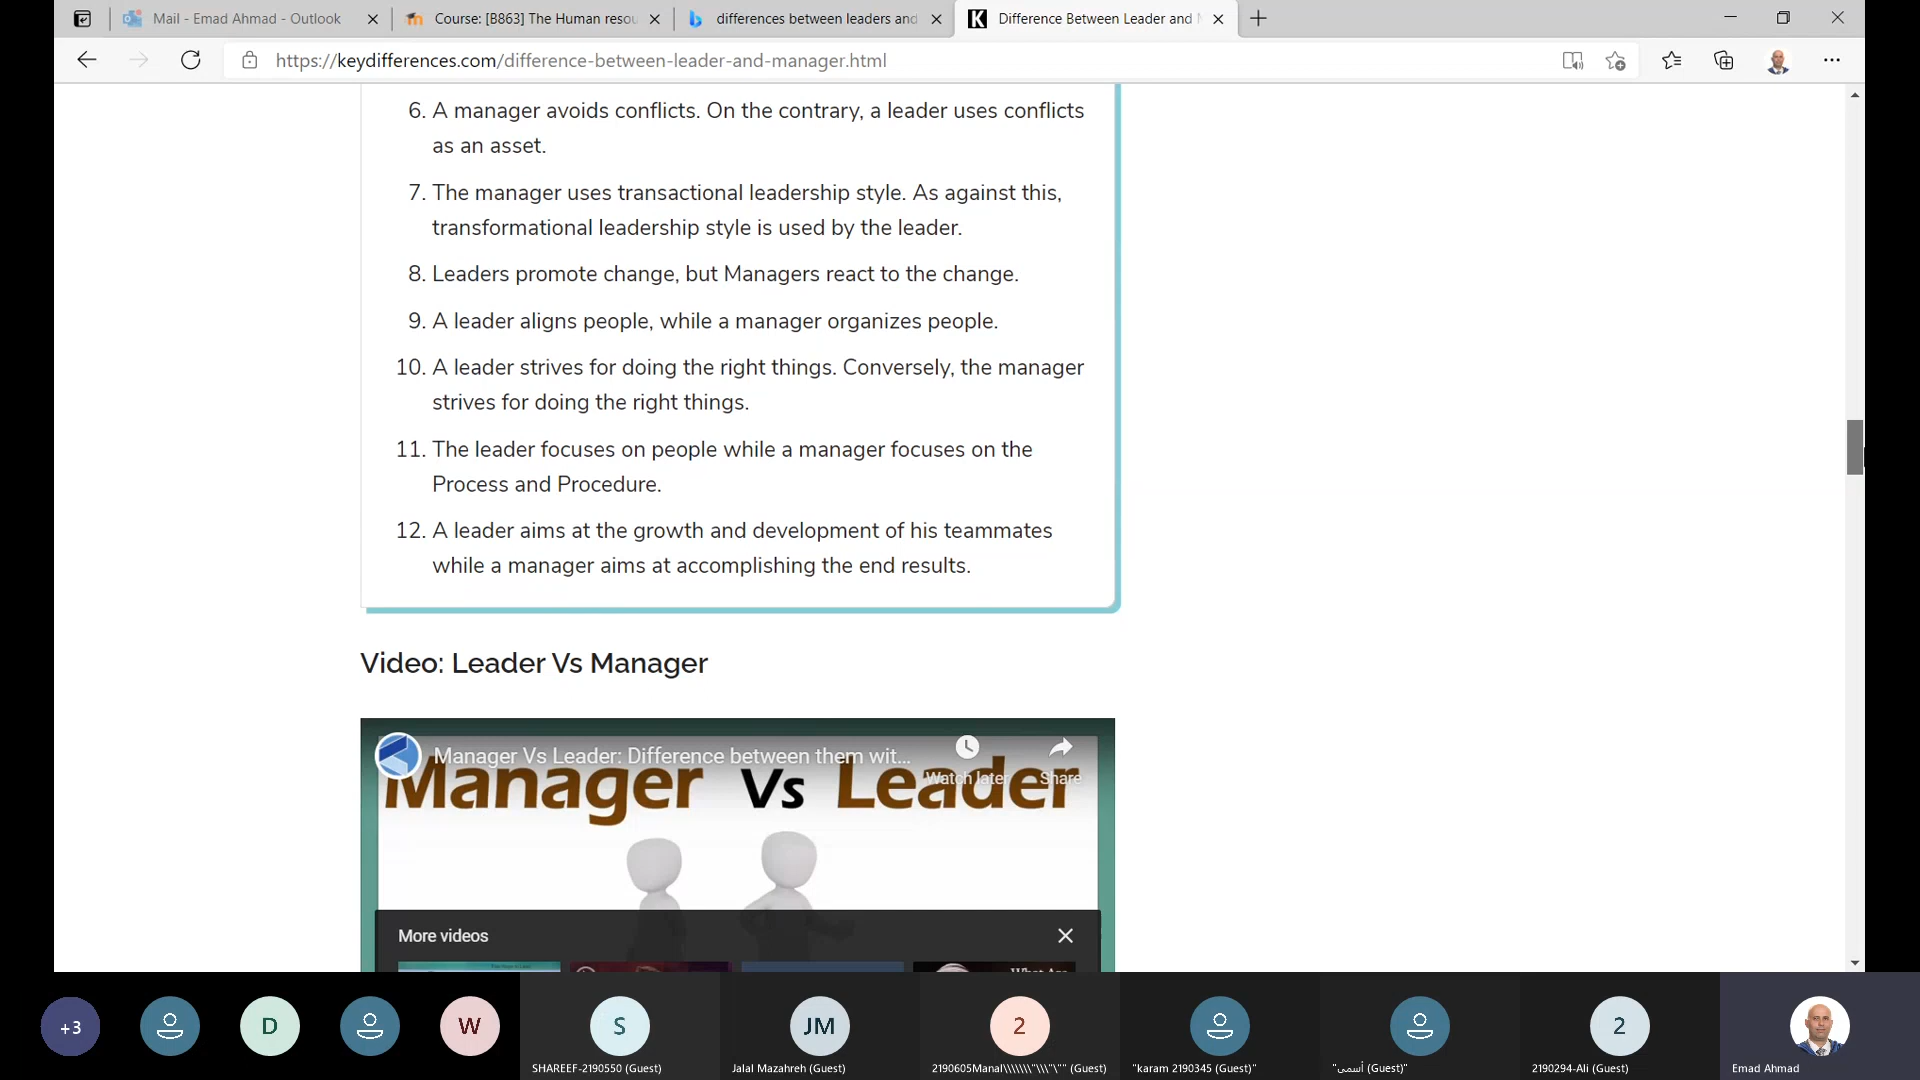 Mail - Emad Ahmad - Outlook
Course: [B863] The Human resou
differences between leaders and
K
Difference Between Leader and
https://keydifferences.com/difference-between-leader-and-manager.html
6. A manager avoids conflicts. On the contrary, a leader uses conflicts
as an asset.
7. The manager uses transactional leadership style. As against this,
transformational leadership style is used by the leader.
8. Leaders promote change, but Managers react to the change.
9. A leader aligns people, while a manager organizes people.
10. A leader strives for doing the right things. Conversely, the manager
strives for doing the right things.
11. The leader focuses on people while a manager focuses on the
Process and Procedure.
12. A leader aims at the growth and development of his teammates
while a manager aims at accomplishing the end results.
Video: Leader Vs Manager
Manager Vs Leader: Difference between them wit...
Watch later
Share
Manager Vs Leader
More videos
+3
D
W
S
JM
2
2
SHAREEF-2190550 (Guest)
Jalal Mazahreh (Guest)
2190605Manal\\\\\\\"\\\"\"" (Guest)
"karam 2190345 (Guest)"
"أسمى (Guest)"
2190294-Ali (Guest)
Emad Ahmad